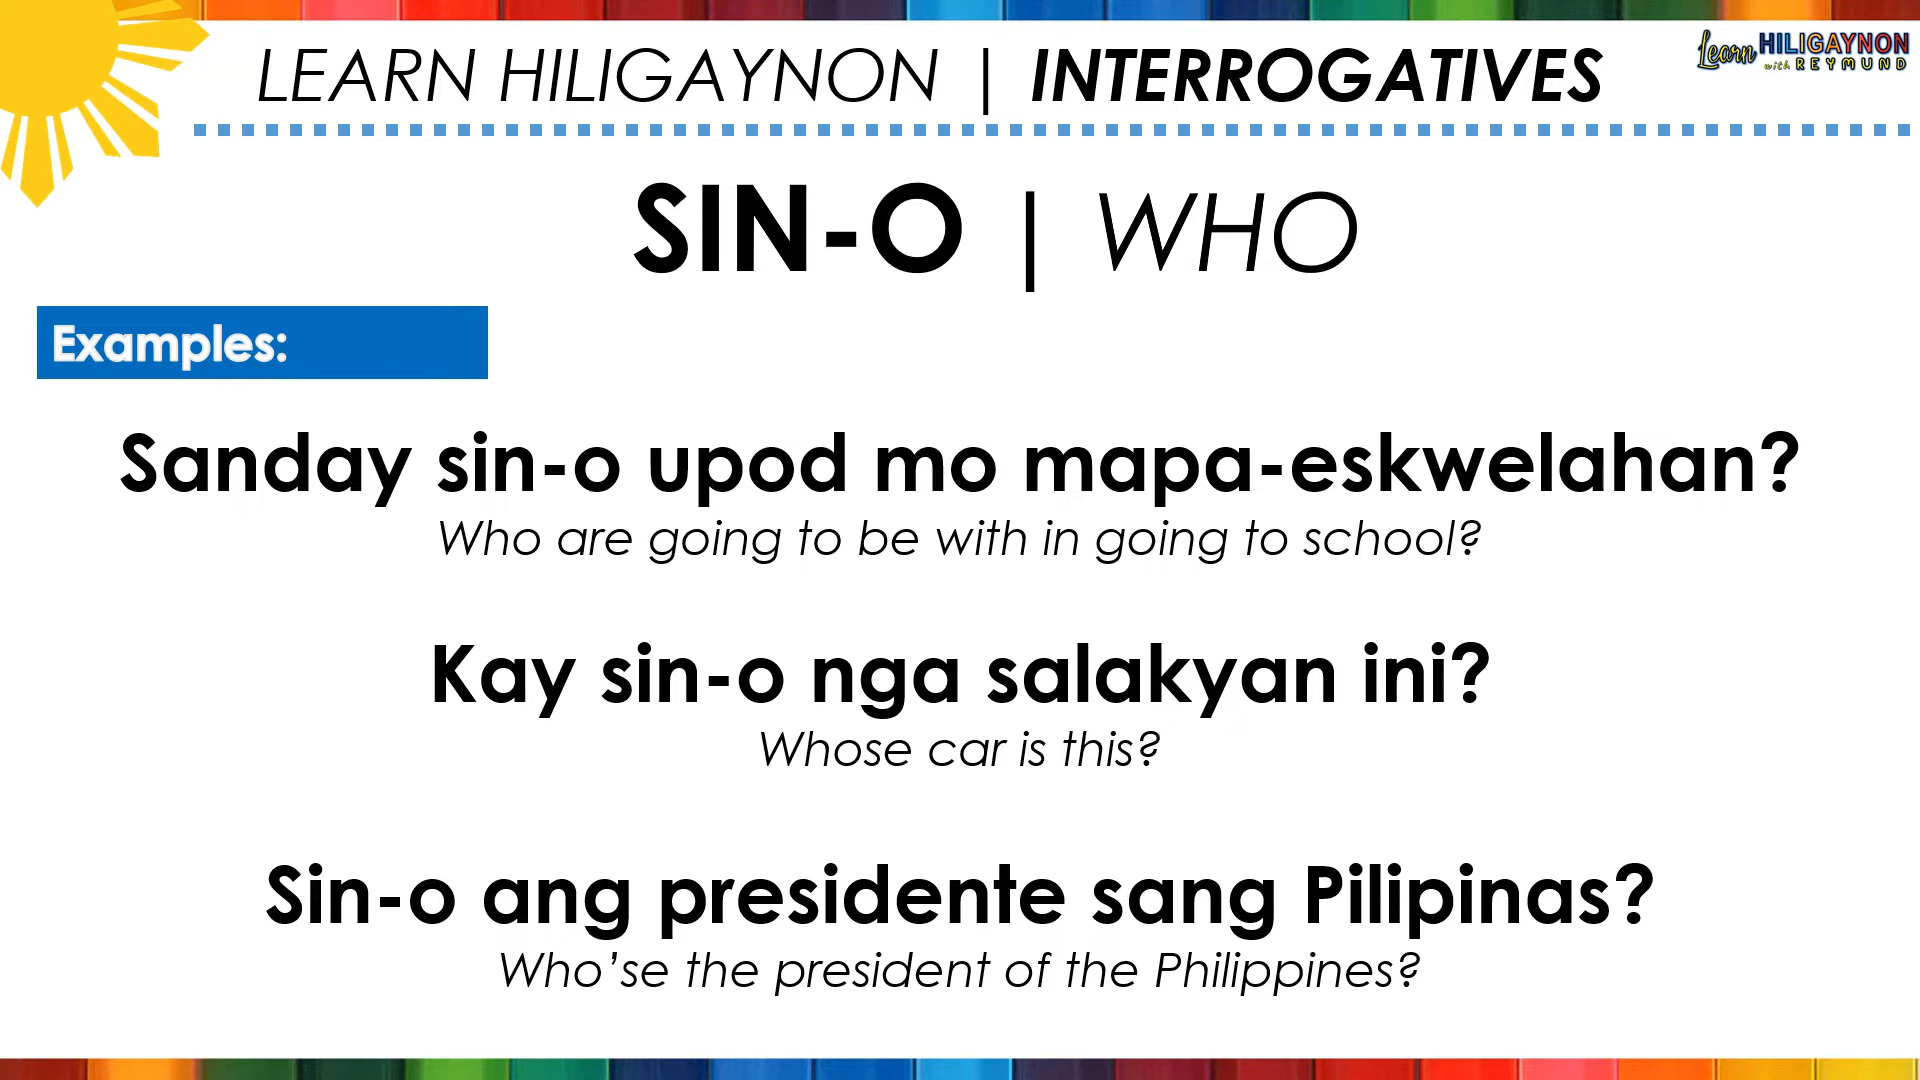 LEARN HILIGAYNON | INTERROGATIVES
Learn HILIGAYNON
with REYMUND
SIN-O | WHO
Examples:
Sanday sin-o upod mo mapa-eskwelahan?
Who are going to be with in going to school?
Kay sin-o nga salakyan ini?
Whose car is this?
Sin-o ang presidente sang Pilipinas?
Who’se the president of the Philippines?